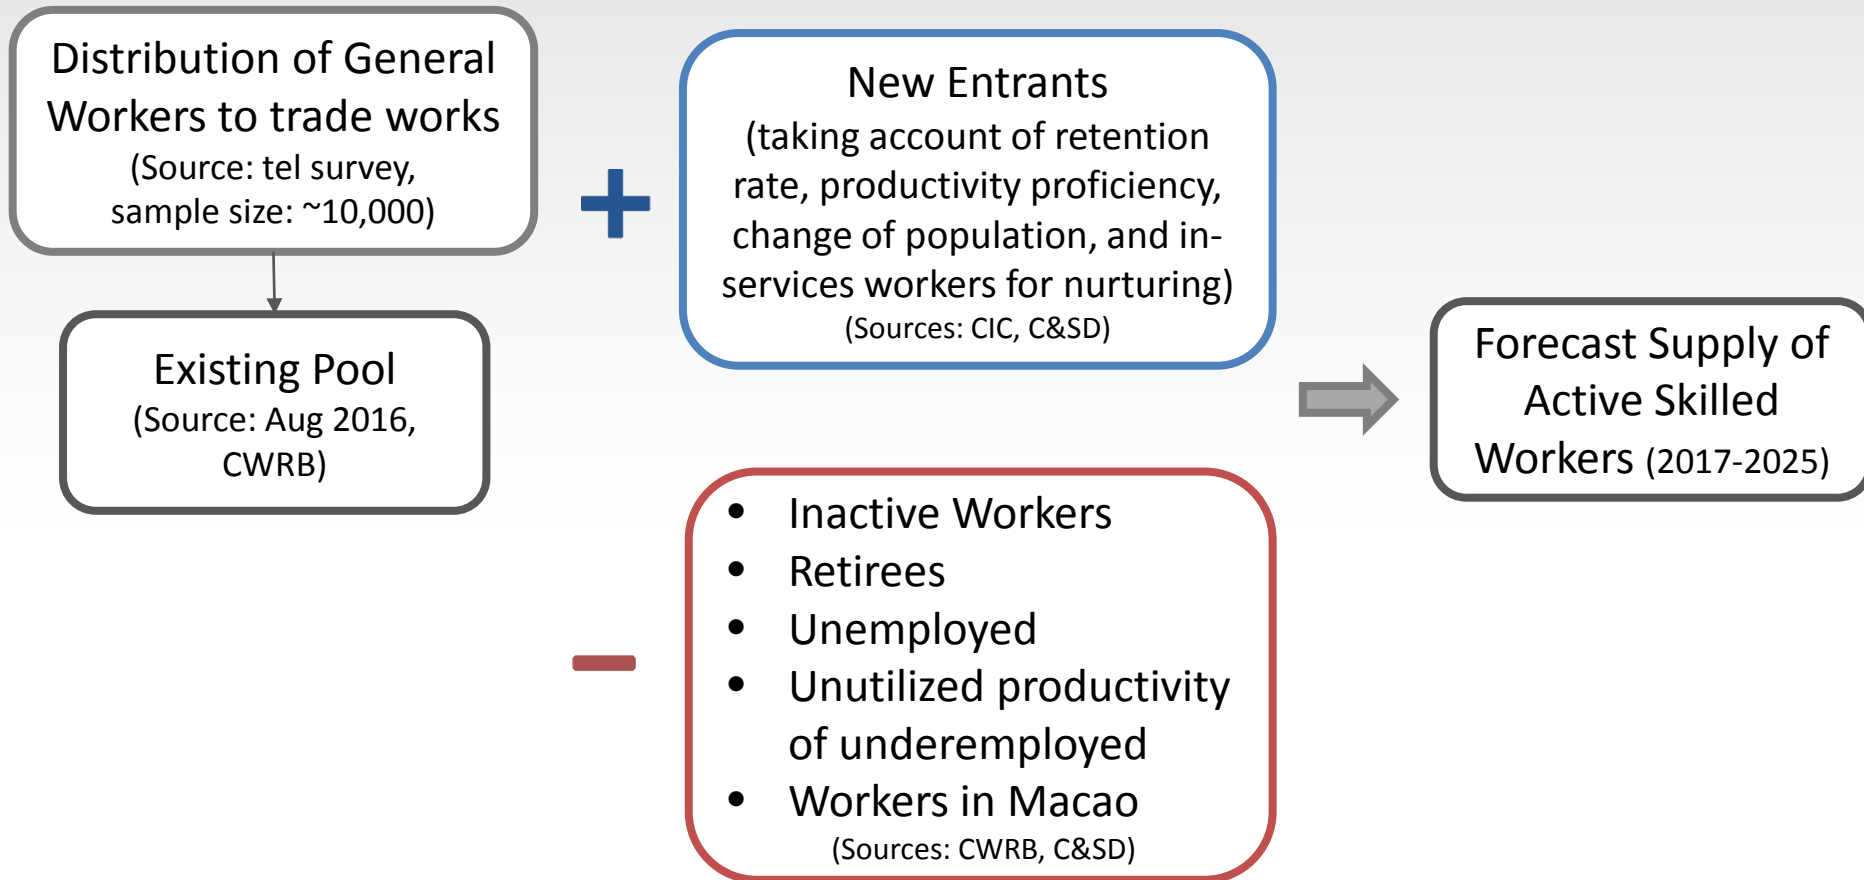 Distribution of General
Workers to trade works
(Source: tel survey,
sample size: ~10,000)
Existing Pool
(Source: Aug 2016,
CWRB)
+
New Entrants
(taking account of retention
rate, productivity proficiency,
change of population, and in-
services workers for nurturing)
(Sources: CIC, C&SD)
−
• Inactive Workers
• Retirees
• Unemployed
• Unutilized productivity
of underemployed
• Workers in Macao
(Sources: CWRB, C&SD)
Forecast Supply of
Active Skilled
Workers (2017-2025)